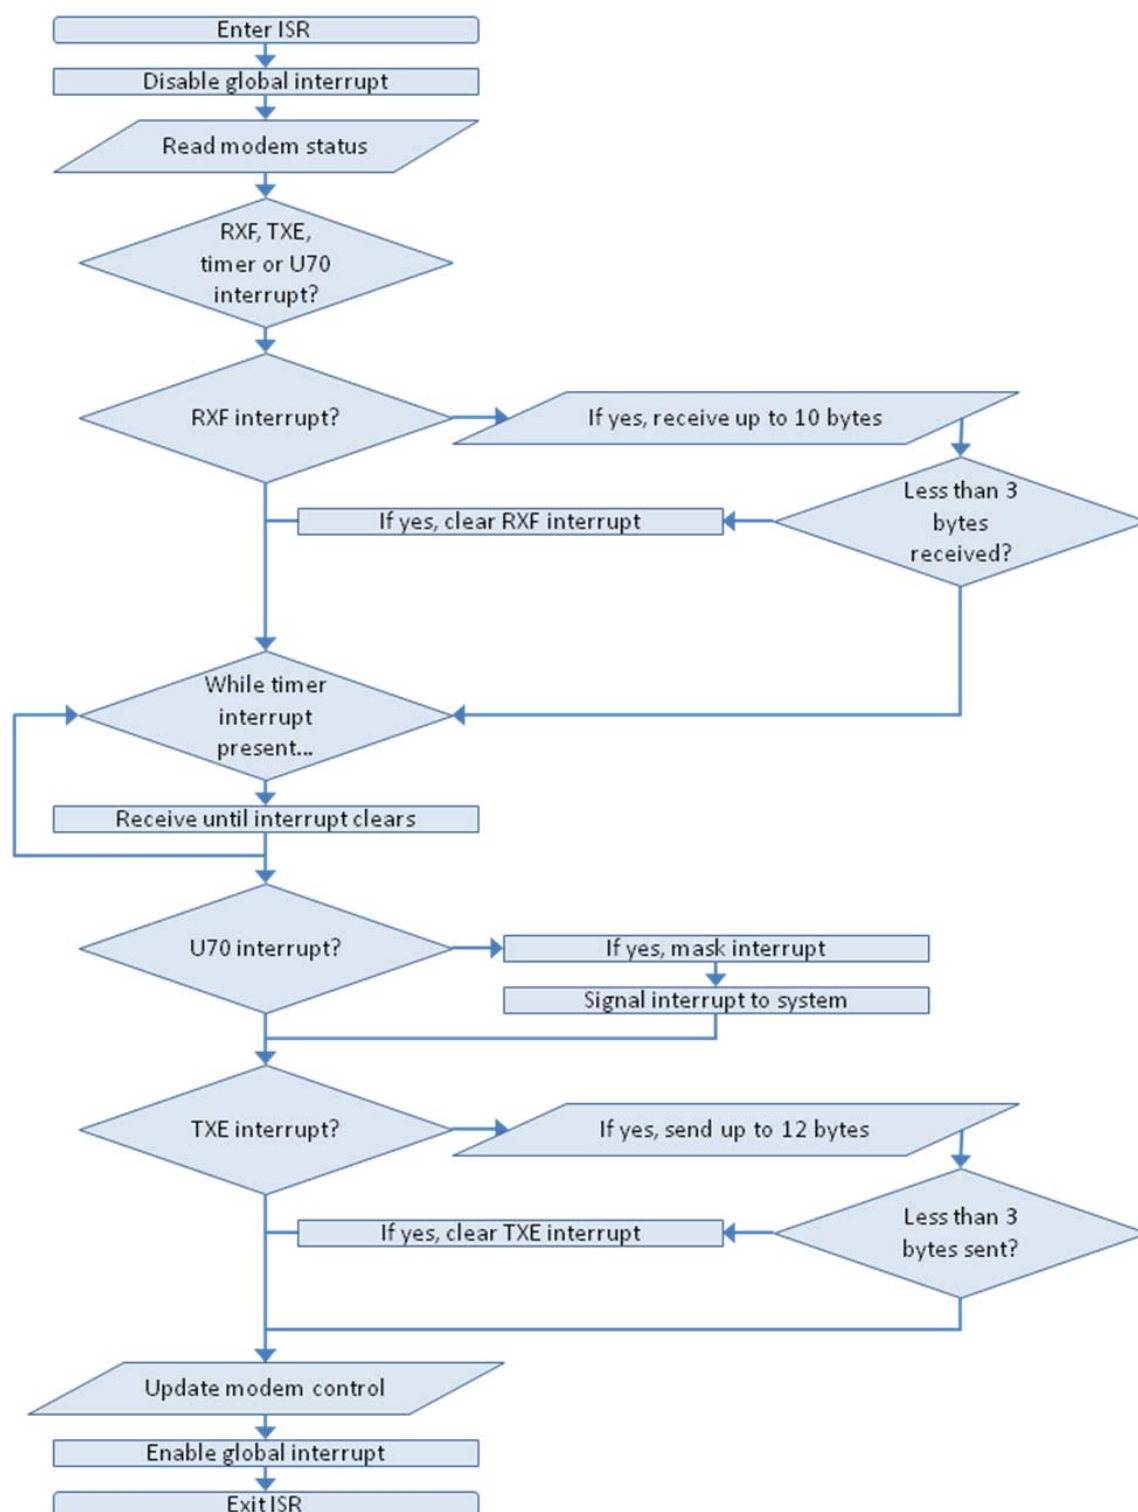 Enter ISR
Disable global interrupt
Read modem status
RXF, TXE,
timer or U70
interrupt?
RXF interrupt?
If yes, receive up to 10 bytes
Less than 3
bytes
received?
If yes, clear RXF interrupt
While timer
interrupt
present...
Receive until interrupt clears
U70 interrupt?
If yes, mask interrupt
Signal interrupt to system
TXE interrupt?
If yes, send up to 12 bytes
Less than 3
bytes sent?
If yes, clear TXE interrupt
Update modem control
Enable global interrupt
Exit ISR